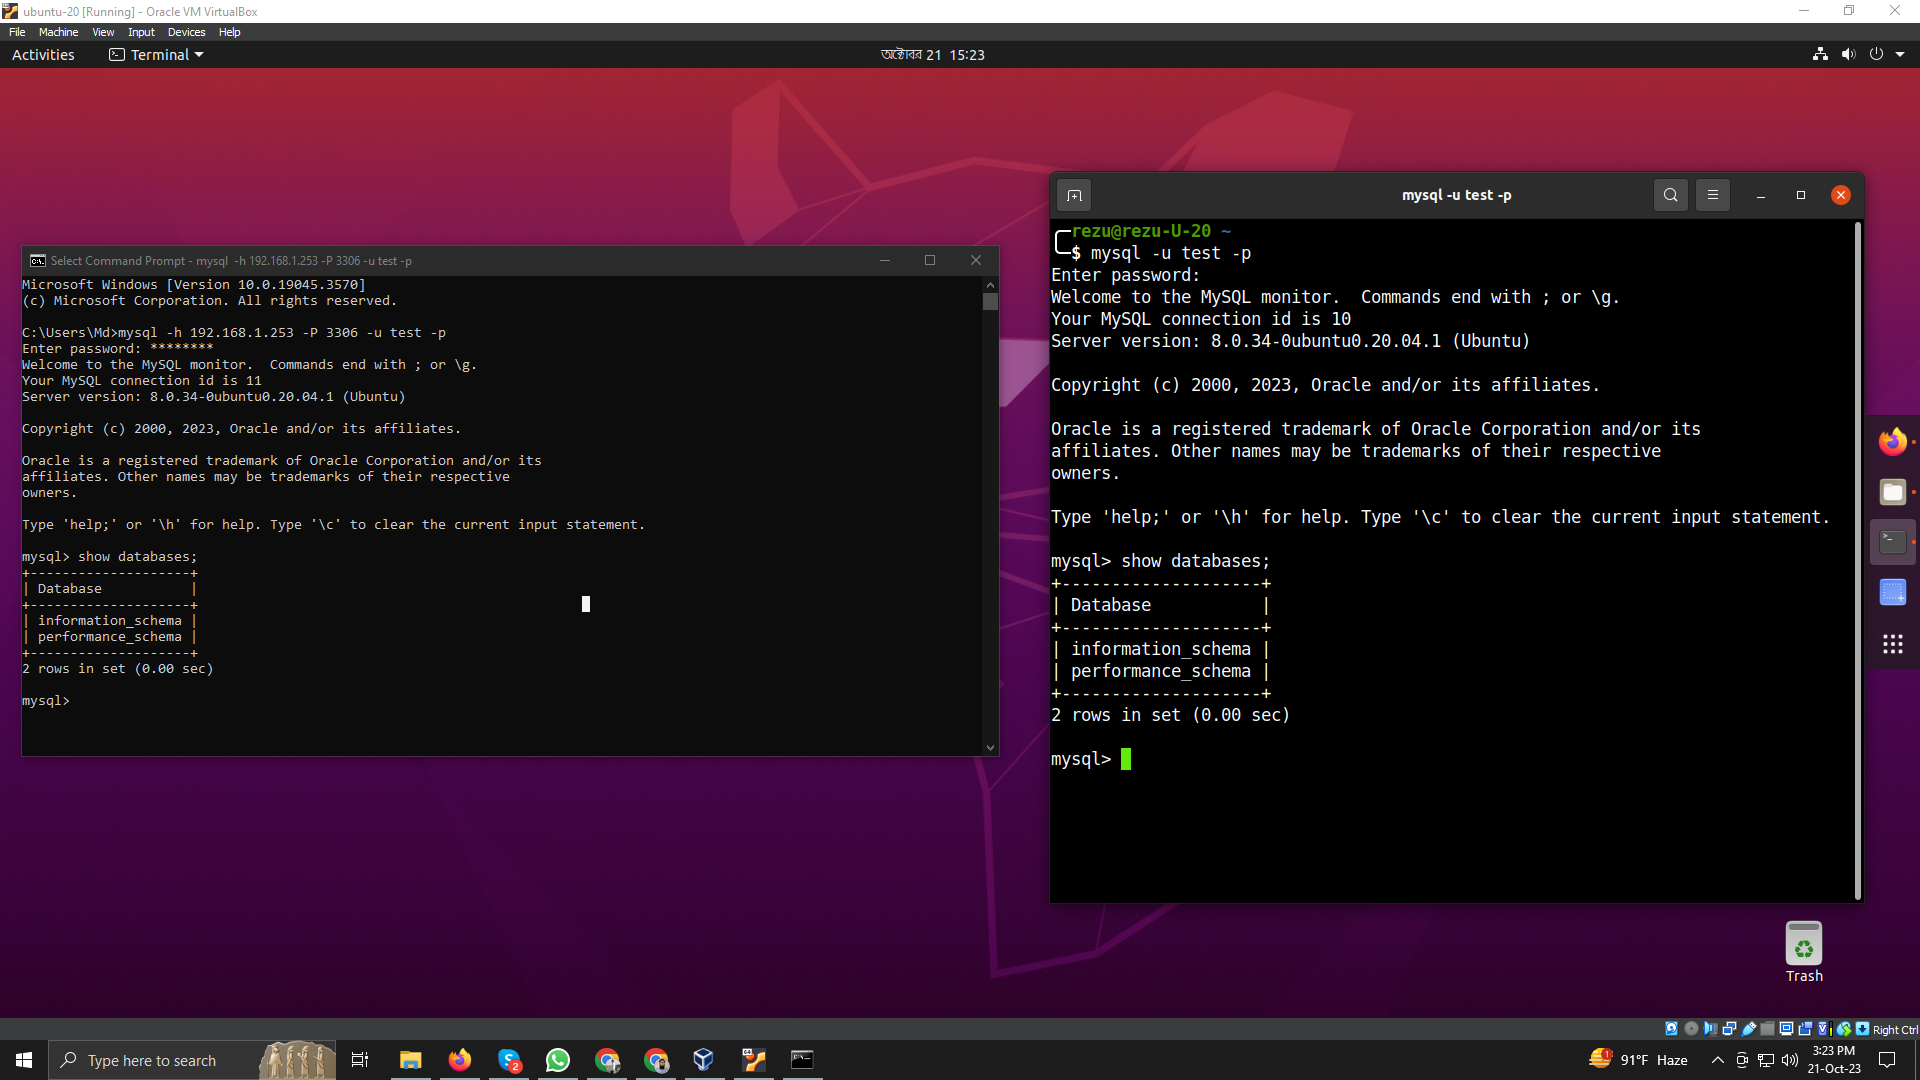 ubuntu-20 [Running] - Oracle VM VirtualBox
File Machine View Input Devices Help
Activities Terminal অক্টোবর 21 15:23
Select Command Prompt - mysql -h 192.168.1.253 -P 3306 -u test -p
Microsoft Windows [Version 10.0.19045.3570]
(c) Microsoft Corporation. All rights reserved.
C:\Users\Md>mysql -h 192.168.1.253 -P 3306 -u test -p
Enter password: ********
Welcome to the MySQL monitor.  Commands end with ; or \g.
Your MySQL connection id is 11
Server version: 8.0.34-0ubuntu0.20.04.1 (Ubuntu)
Copyright (c) 2000, 2023, Oracle and/or its affiliates.
Oracle is a registered trademark of Oracle Corporation and/or its
affiliates. Other names may be trademarks of their respective
owners.
Type 'help;' or '\h' for help. Type '\c' to clear the current input statement.
mysql> show databases;
+--------------------+
| Database           |
+--------------------+
| information_schema |
| performance_schema |
+--------------------+
2 rows in set (0.00 sec)
mysql>
mysql -u test -p
rezu@rezu-U-20 ~
$ mysql -u test -p
Enter password:
Welcome to the MySQL monitor.  Commands end with ; or \g.
Your MySQL connection id is 10
Server version: 8.0.34-0ubuntu0.20.04.1 (Ubuntu)
Copyright (c) 2000, 2023, Oracle and/or its affiliates.
Oracle is a registered trademark of Oracle Corporation and/or its
affiliates. Other names may be trademarks of their respective
owners.
Type 'help;' or '\h' for help. Type '\c' to clear the current input statement.
mysql> show databases;
+--------------------+
| Database           |
+--------------------+
| information_schema |
| performance_schema |
+--------------------+
2 rows in set (0.00 sec)
mysql>
Trash
Right Ctrl
Type here to search
2
1
91°F Haze
3:23 PM
21-Oct-23